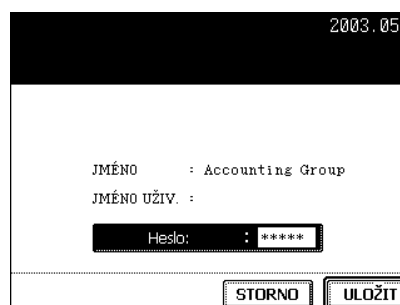 2003.05
JMÉNO : Accounting Group
JMÉNO UŽIV. :
Heslo: : *****
STORNO ULOŽIT